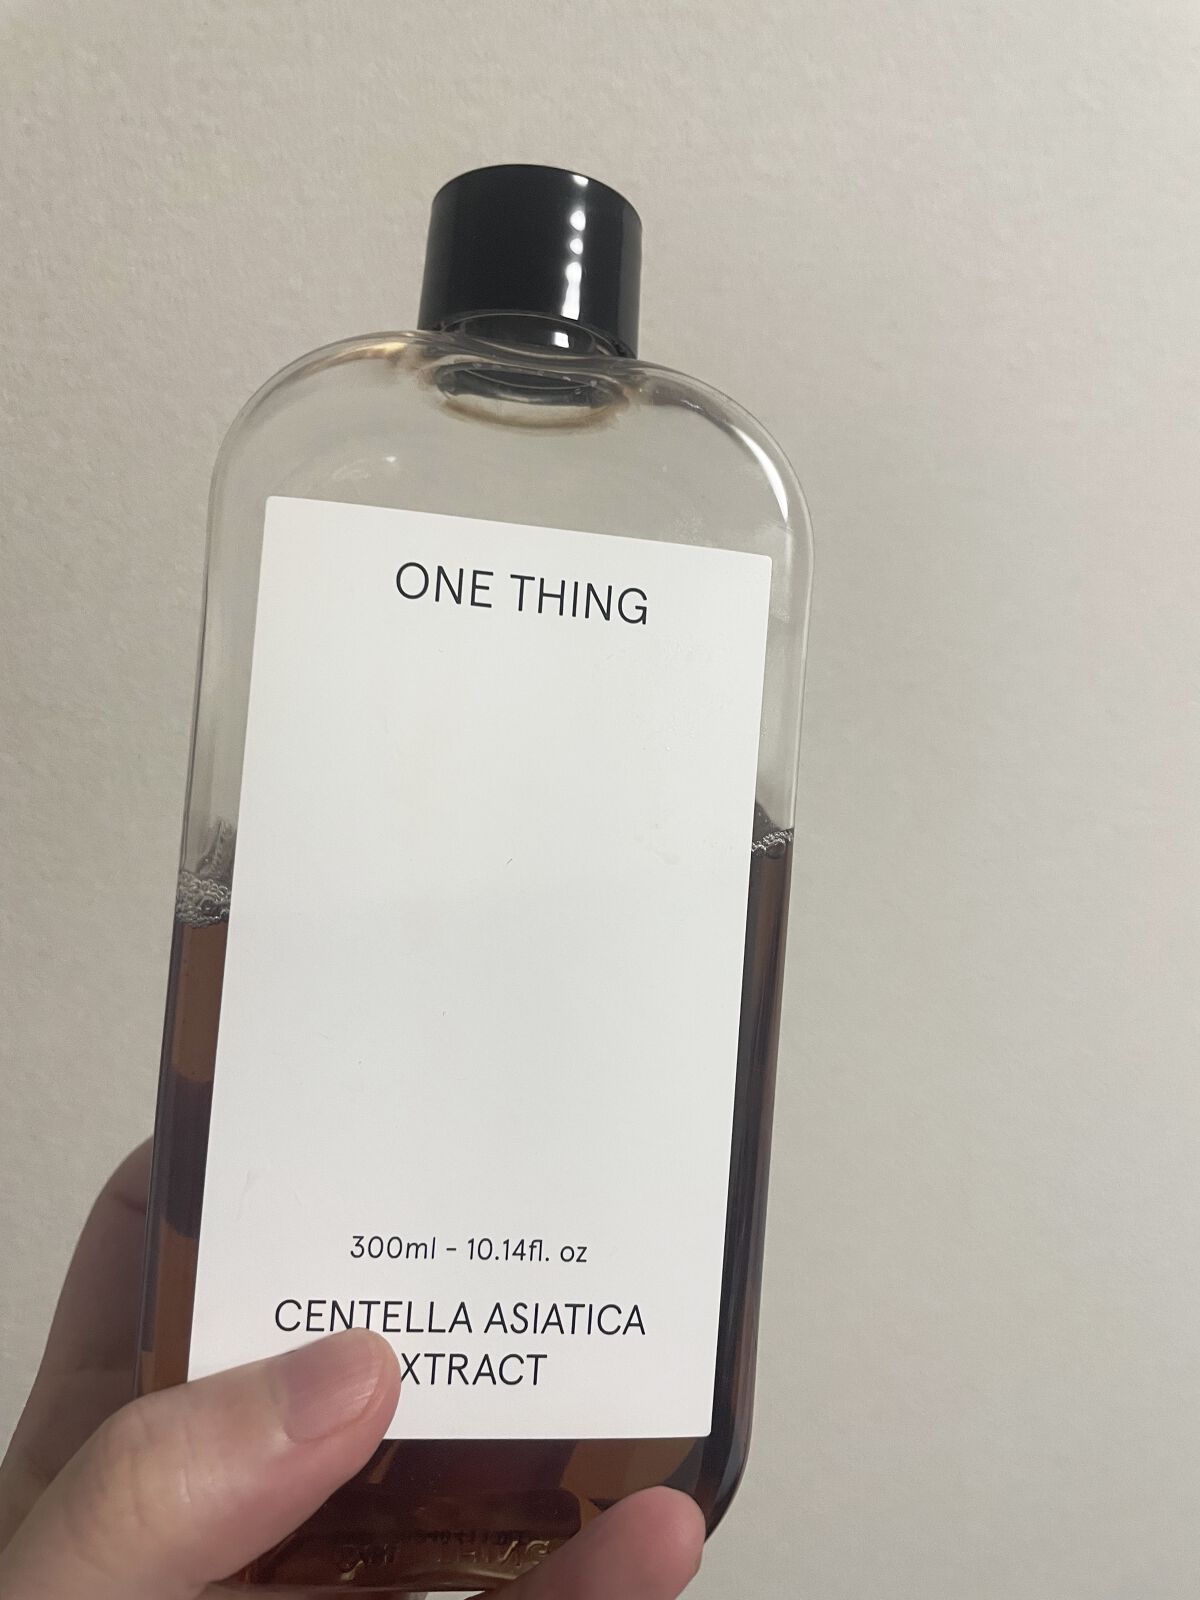 ONE THING
300ml - 10.14fl. oz
CENTELLA ASIATICA
XTRACT